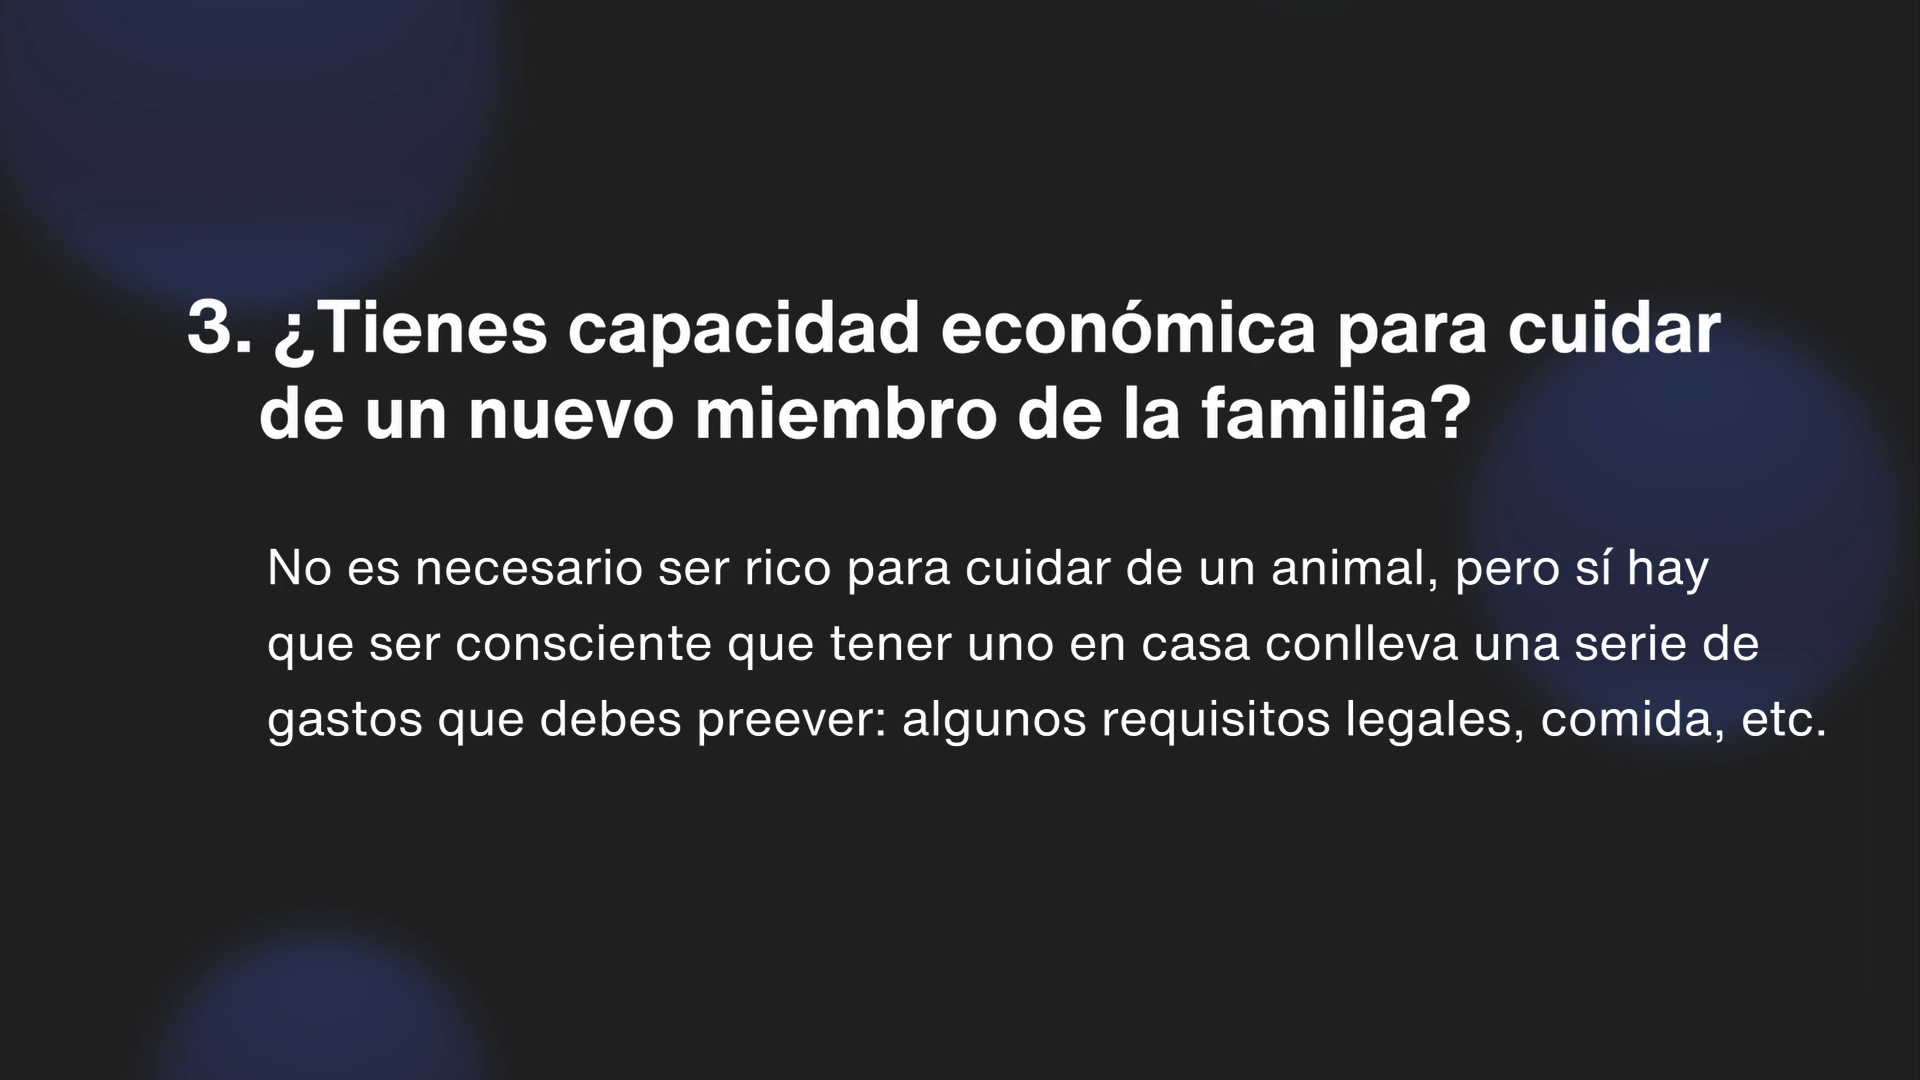 3. ¿Tienes capacidad económica para cuidar
de un nuevo miembro de la familia?
No es necesario ser rico para cuidar de un animal, pero sí hay
que ser consciente que tener uno en casa conlleva una serie de
gastos que debes preever: algunos requisitos legales, comida, etc.